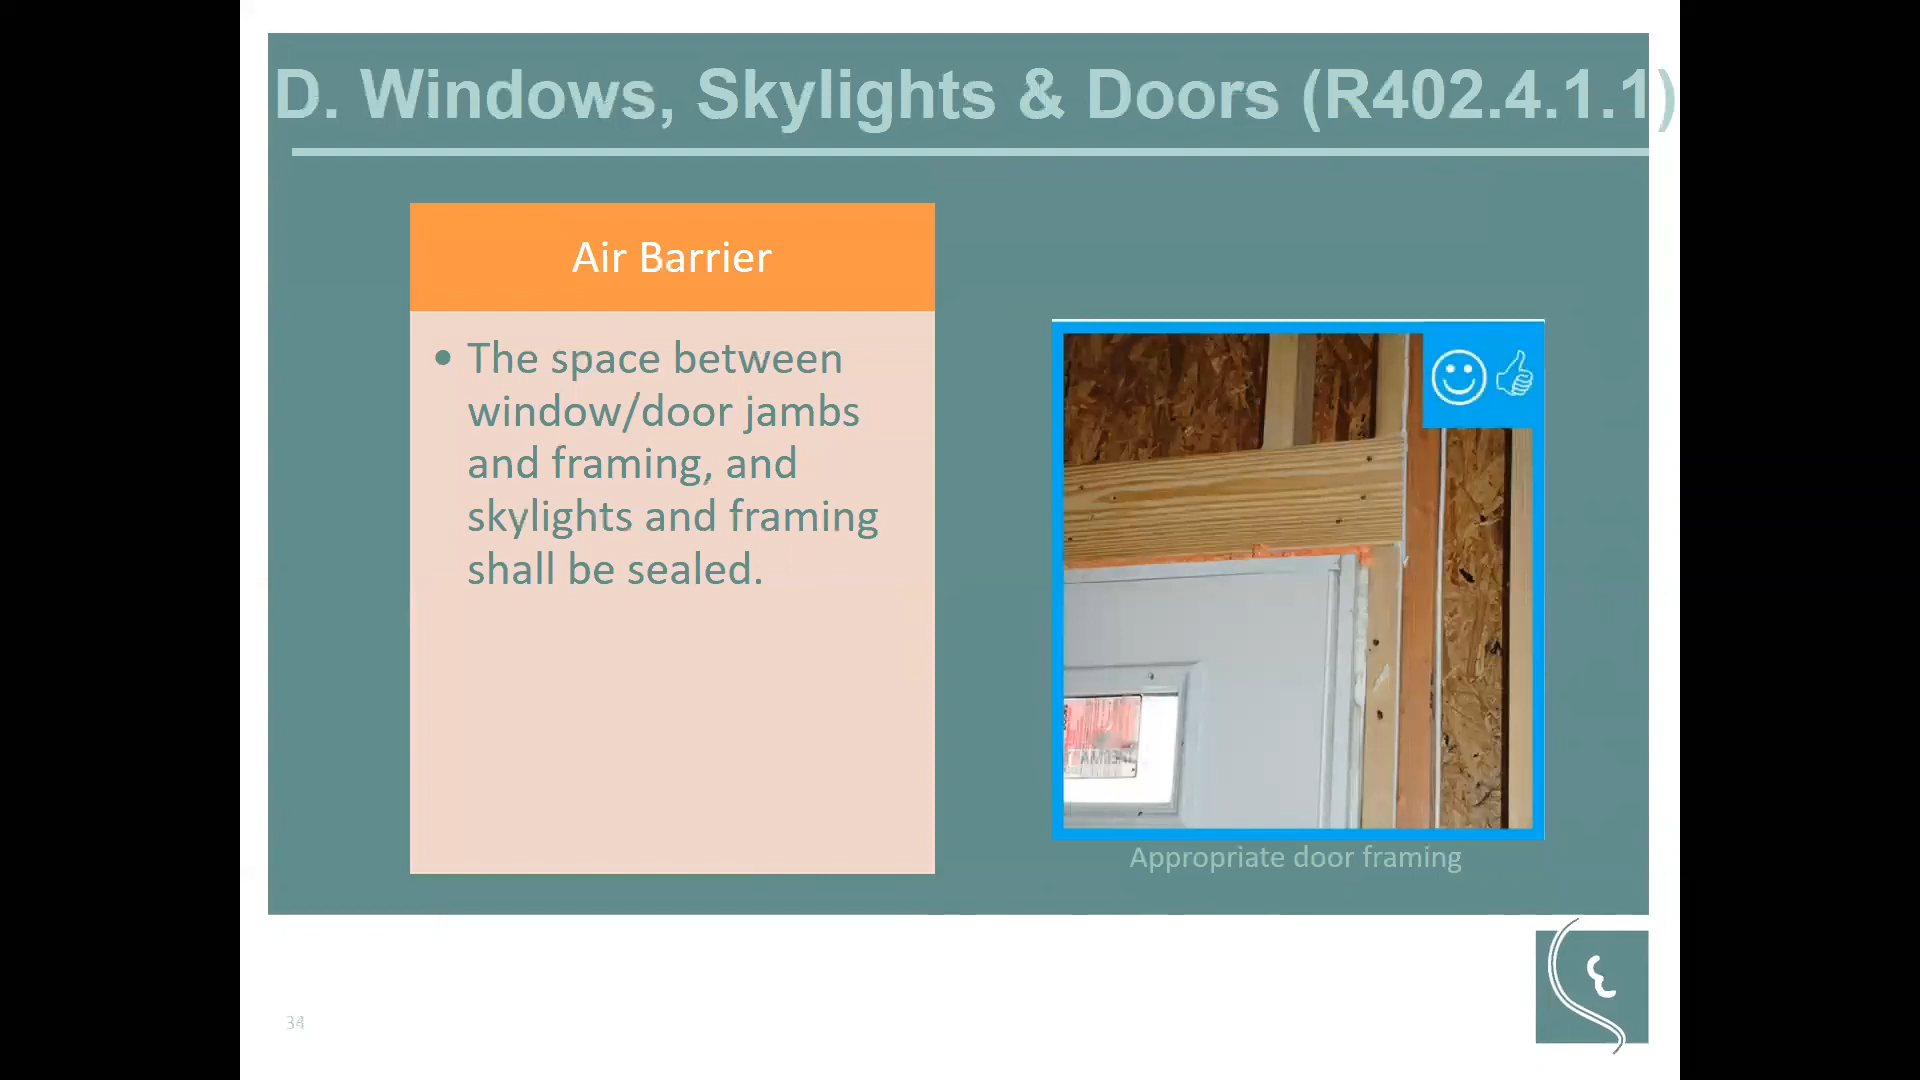 D. Windows, Skylights & Doors (R402.4.1.1)
Air Barrier
• The space between
window/door jambs
and framing, and
skylights and framing
shall be sealed.
Appropriate door framing
34